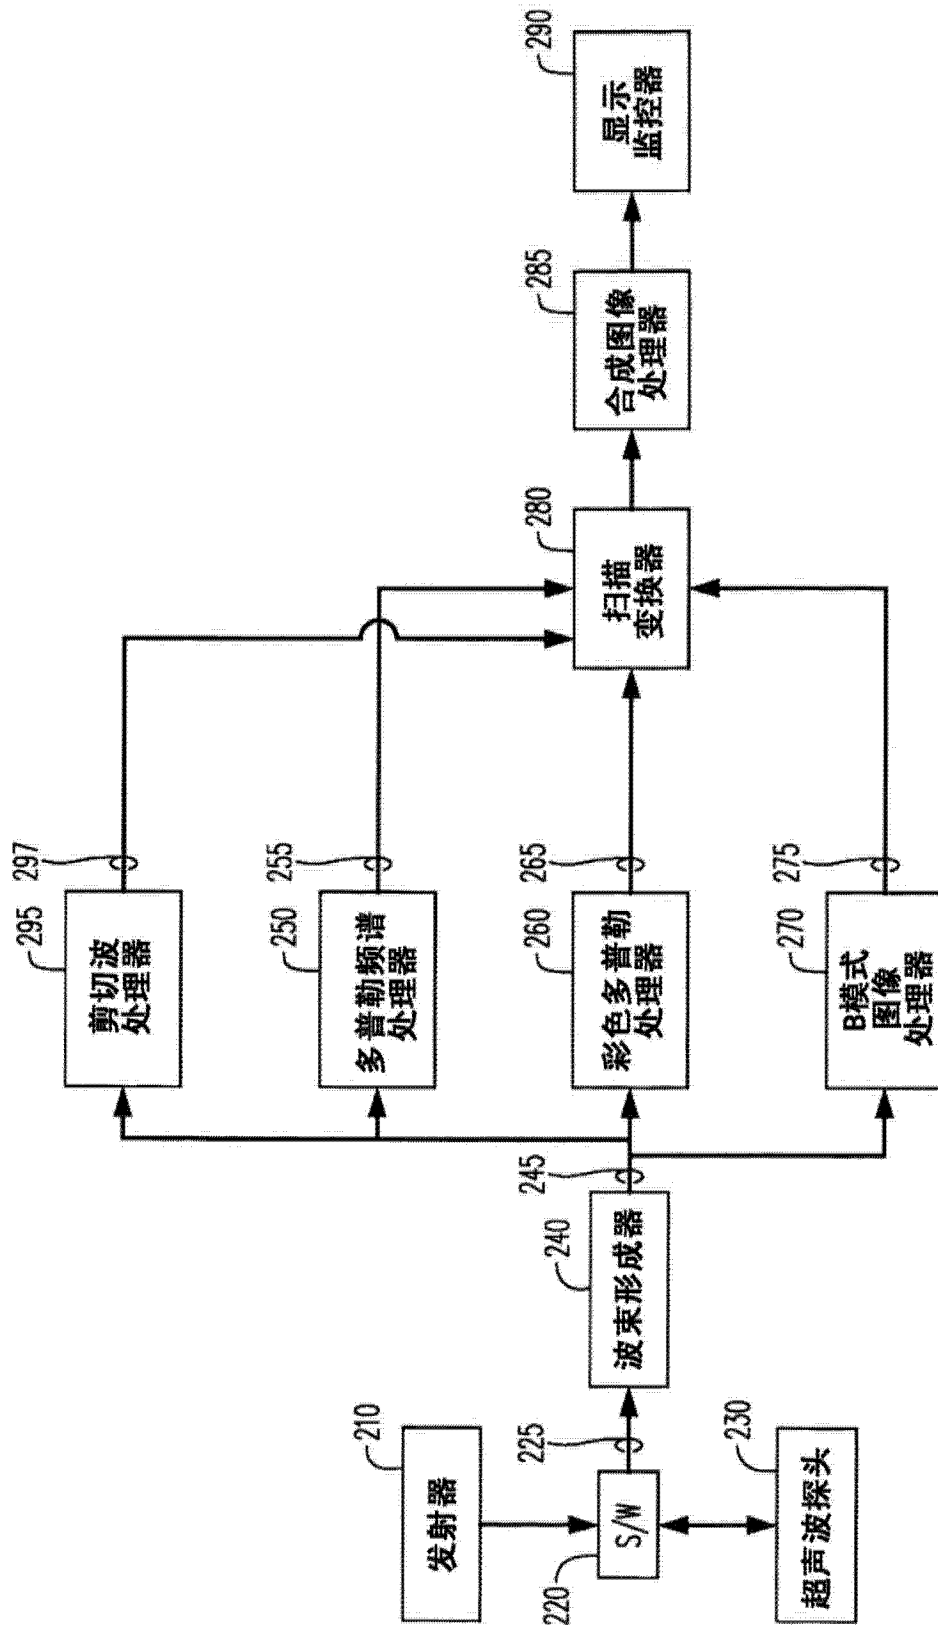 210
发射器
220
S/W
230
超声波探头
225
240
波束形成器
245
295
剪切波
处理器
297
250
多普勒频谱
处理器
255
260
彩色多普勒
处理器
265
270
B模式
图像
处理器
275
280
扫描
变换器
285
合成图像
处理器
290
显示
监控器